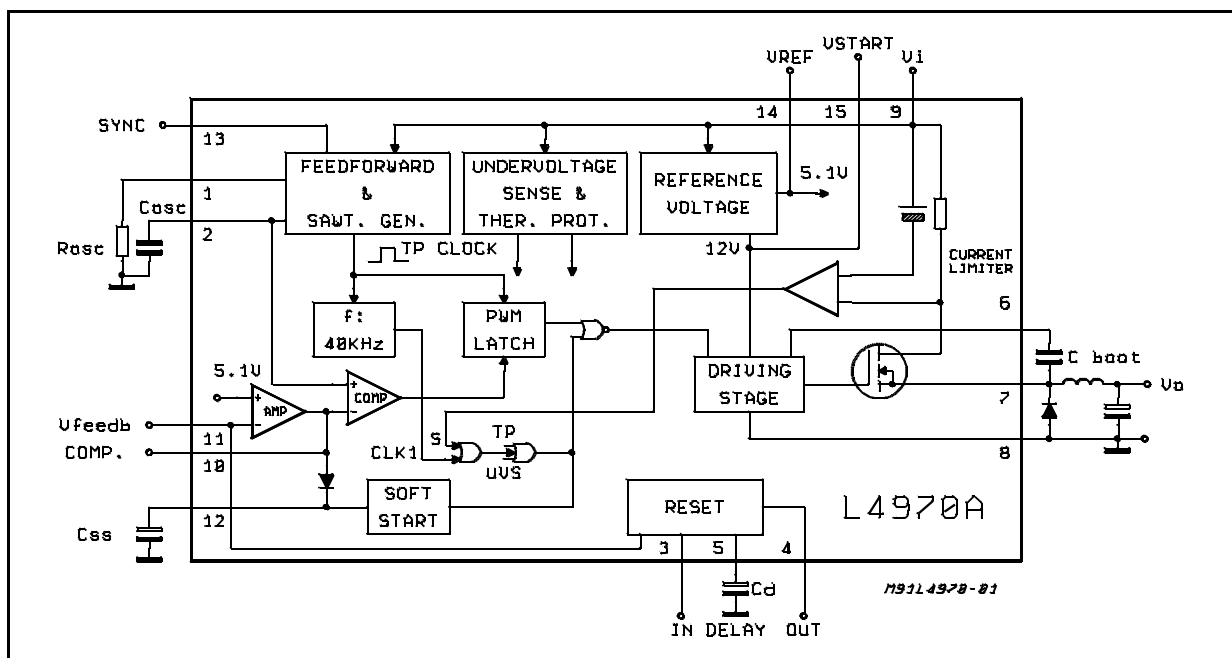 VREF
VSTART
Vi
14
15
9
SYNC
13
1
Cosc
2
Rosc
FEEDFORWARD
&
SAWT. GEN.
UNDERVOLTAGE
SENSE &
THER. PROT.
REFERENCE
VOLTAGE
5.1V
12V
TP CLOCK
CURRENT
LIMITER
6
f:
40KHz
PWM
LATCH
DRIVING
STAGE
C boot
Vo
7
8
5.1V
+
-
AMP
+
-
COMP
Vfeedb
11
COMP.
10
S
CLK1
TP
UVS
SOFT
START
12
Css
RESET
3
5
4
L4970A
Cd
M91L4970-01
IN DELAY OUT